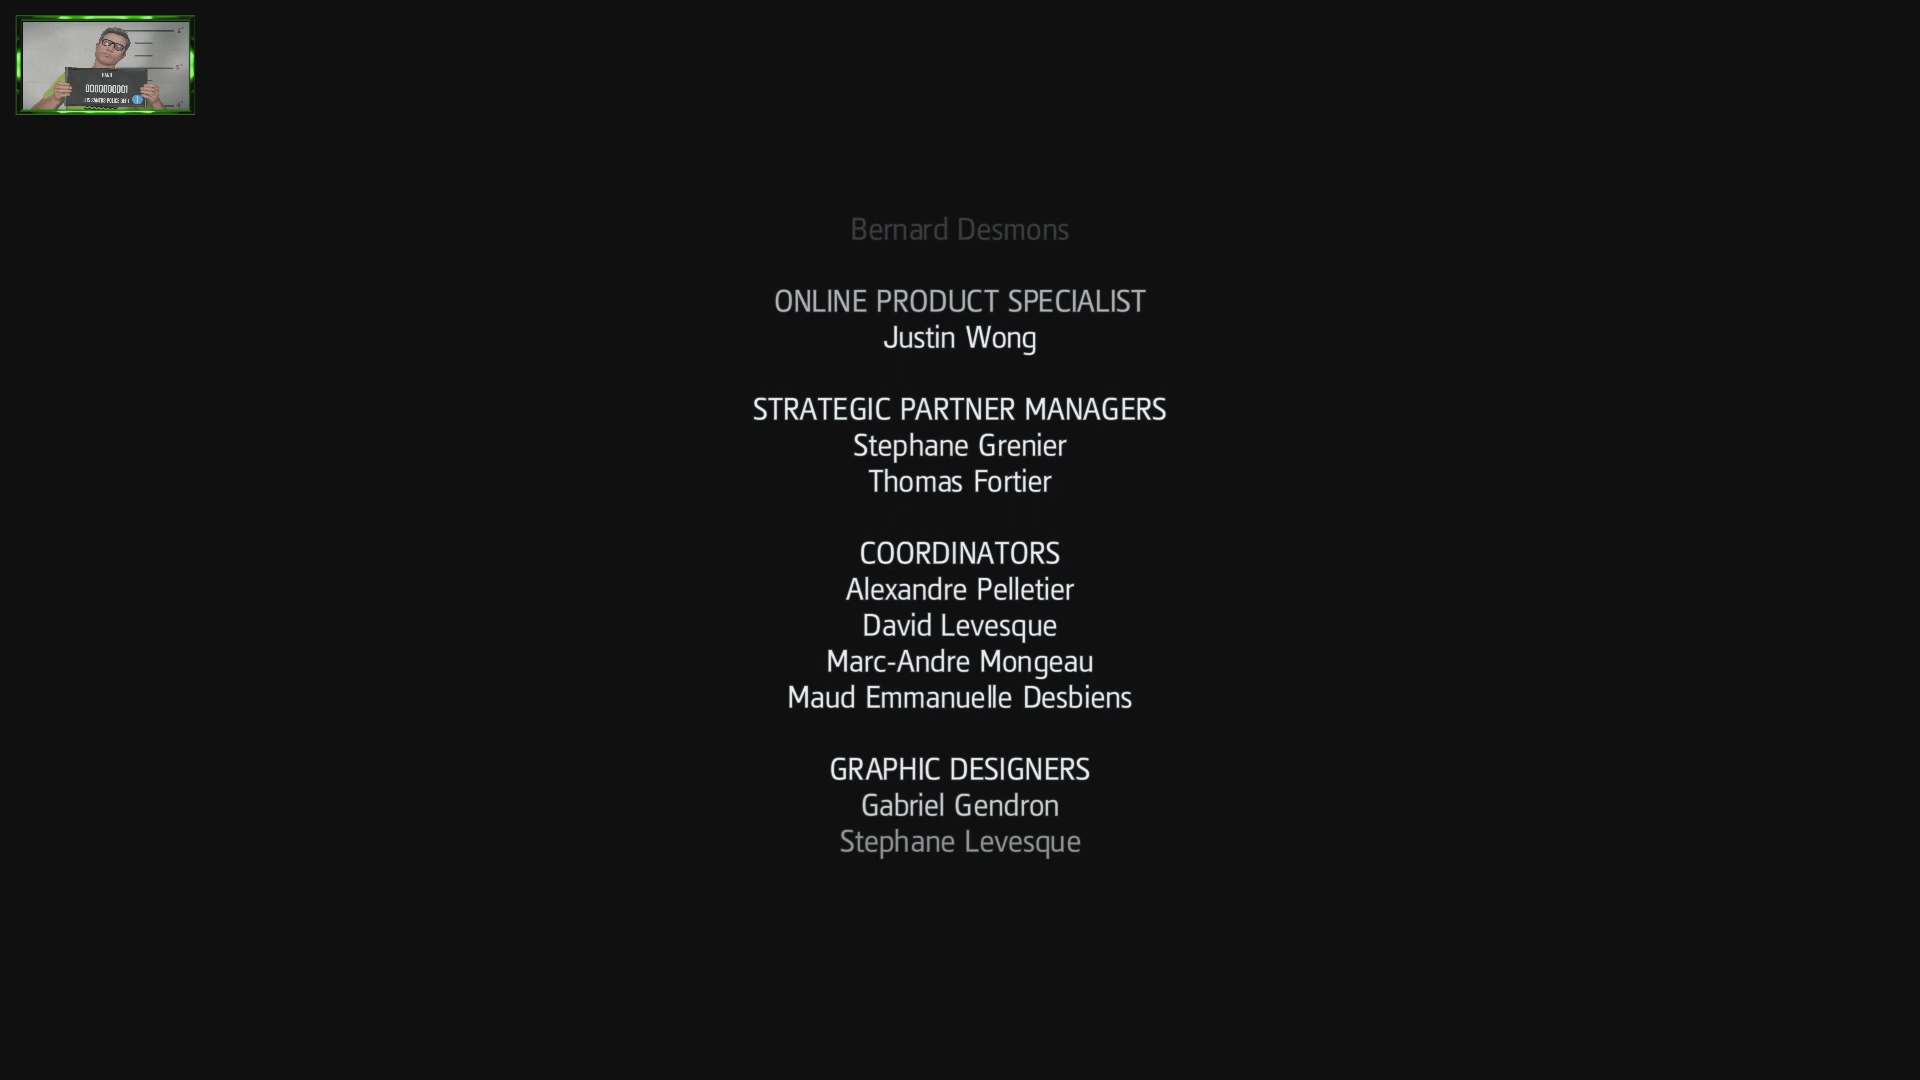 0000000001
Bernard Desmons
ONLINE PRODUCT SPECIALIST
Justin Wong
STRATEGIC PARTNER MANAGERS
Stephane Grenier
Thomas Fortier
COORDINATORS
Alexandre Pelletier
David Levesque
Marc-Andre Mongeau
Maud Emmanuelle Desbiens
GRAPHIC DESIGNERS
Gabriel Gendron
Stephane Levesque